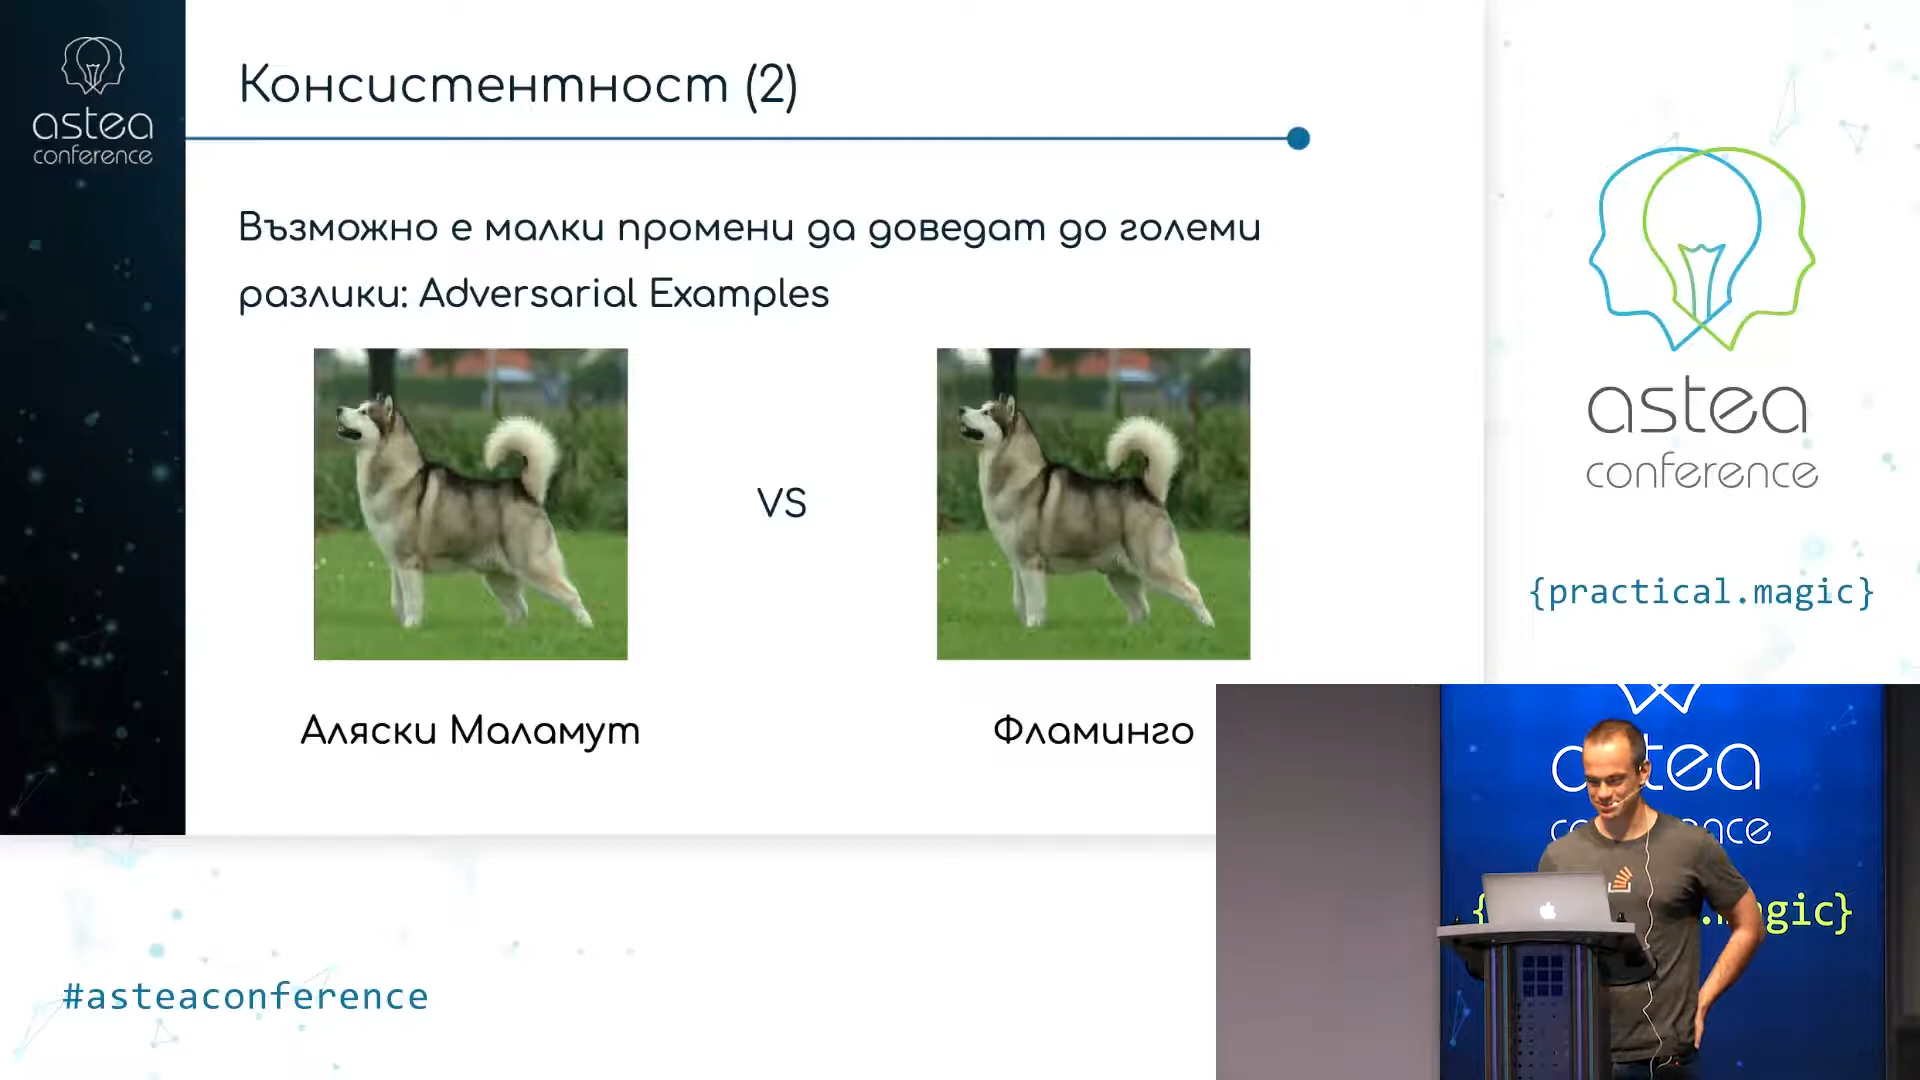 astea
conference
Консистентност (2)
Възможно е малки промени да доведат до големи
разлики: Adversarial Examples
VS
Аляски Маламут
Фламинго
astea
conference
{practical.magic}
#asteaconference